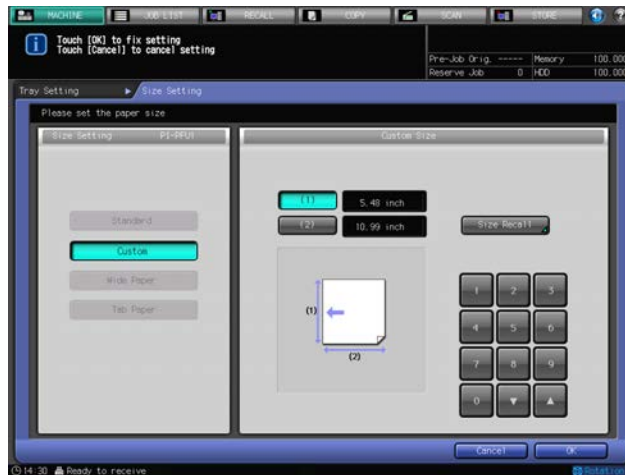 MACHINE JOB LIST RECALL COPY SCAN STORE
Touch [OK] to fix setting
Touch [Cancel] to cancel setting
Pre-Job Orig. ----- Memory 100.00
Reserve Job 0 HDD 100.00
Tray Setting Size Setting
Please set the paper size
Size Setting PI-PFU1
Custom Size
(1) 5.48 inch
(2) 10.99 inch
Size Recall
Standard
Custom
Wide Paper
Tab Paper
(1)
(2)
1 2 3
4 5 6
7 8 9
0
Cancel OK
14:30 Ready to receive Rotation